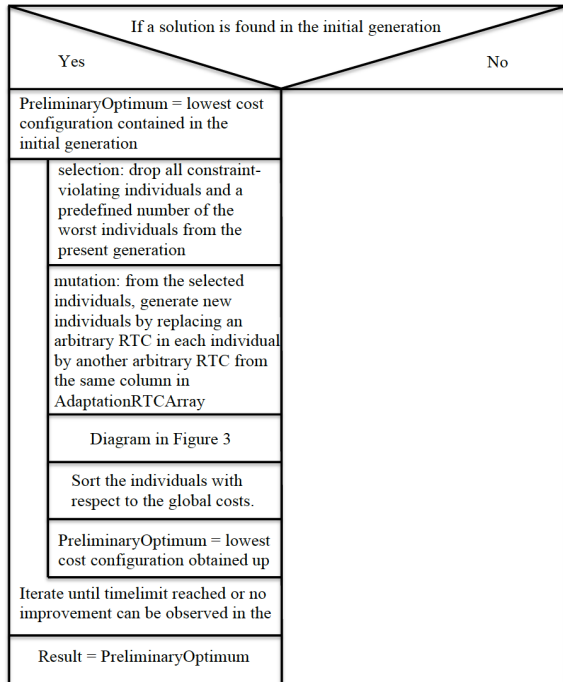 If a solution is found in the initial generation
Yes
No
PreliminaryOptimum = lowest cost
configuration contained in the
initial generation
selection: drop all constraint-
violating individuals and a
predefined number of the
worst individuals from the
present generation
mutation: from the selected
individuals, generate new
individuals by replacing an
arbitrary RTC in each individual
by another arbitrary RTC from
the same column in
AdaptationRTCArray
Diagram in Figure 3
Sort the individuals with
respect to the global costs.
PreliminaryOptimum = lowest
cost configuration obtained up
Iterate until timelimit reached or no
improvement can be observed in the
Result = PreliminaryOptimum